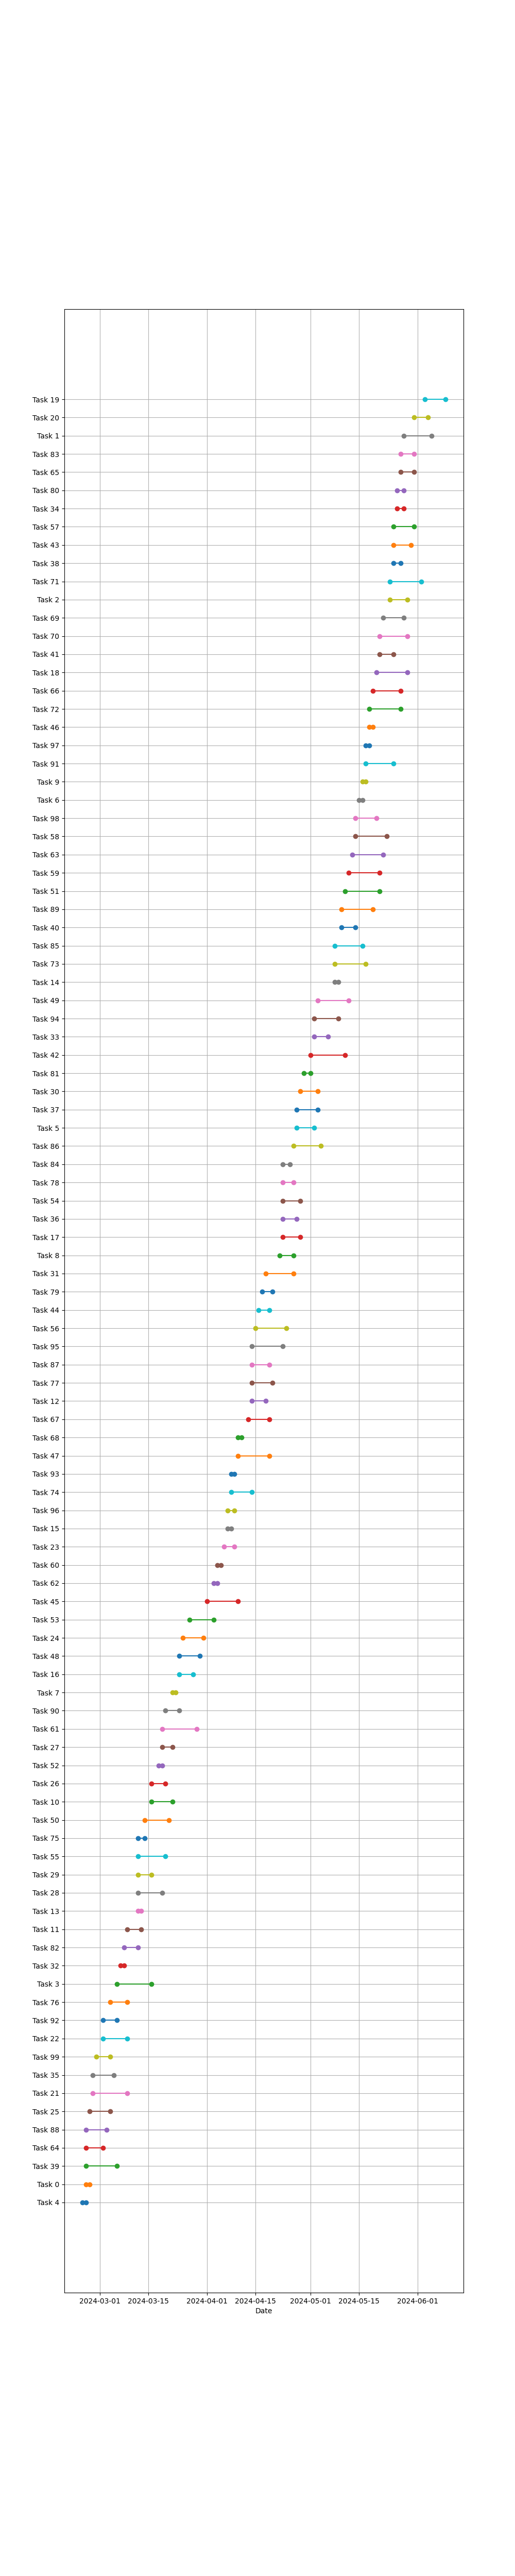 Task 19
Task 20
Task 1
Task 83
Task 65
Task 80
Task 34
Task 57
Task 43
Task 38
Task 71
Task 2
Task 69
Task 70
Task 41
Task 18
Task 66
Task 72
Task 46
Task 97
Task 91
Task 9
Task 6
Task 98
Task 58
Task 63
Task 59
Task 51
Task 89
Task 40
Task 85
Task 73
Task 14
Task 49
Task 94
Task 33
Task 42
Task 81
Task 30
Task 37
Task 5
Task 86
Task 84
Task 78
Task 54
Task 36
Task 17
Task 8
Task 31
Task 79
Task 44
Task 56
Task 95
Task 87
Task 77
Task 12
Task 67
Task 68
Task 47
Task 93
Task 74
Task 96
Task 15
Task 23
Task 60
Task 62
Task 45
Task 53
Task 24
Task 48
Task 16
Task 7
Task 90
Task 61
Task 27
Task 52
Task 26
Task 10
Task 50
Task 75
Task 55
Task 29
Task 28
Task 13
Task 11
Task 82
Task 32
Task 3
Task 76
Task 92
Task 22
Task 99
Task 35
Task 21
Task 25
Task 88
Task 64
Task 39
Task 0
Task 4
2024-03-01 2024-03-15 2024-04-01 2024-04-15 2024-05-01 2024-05-15 2024-06-01
Date